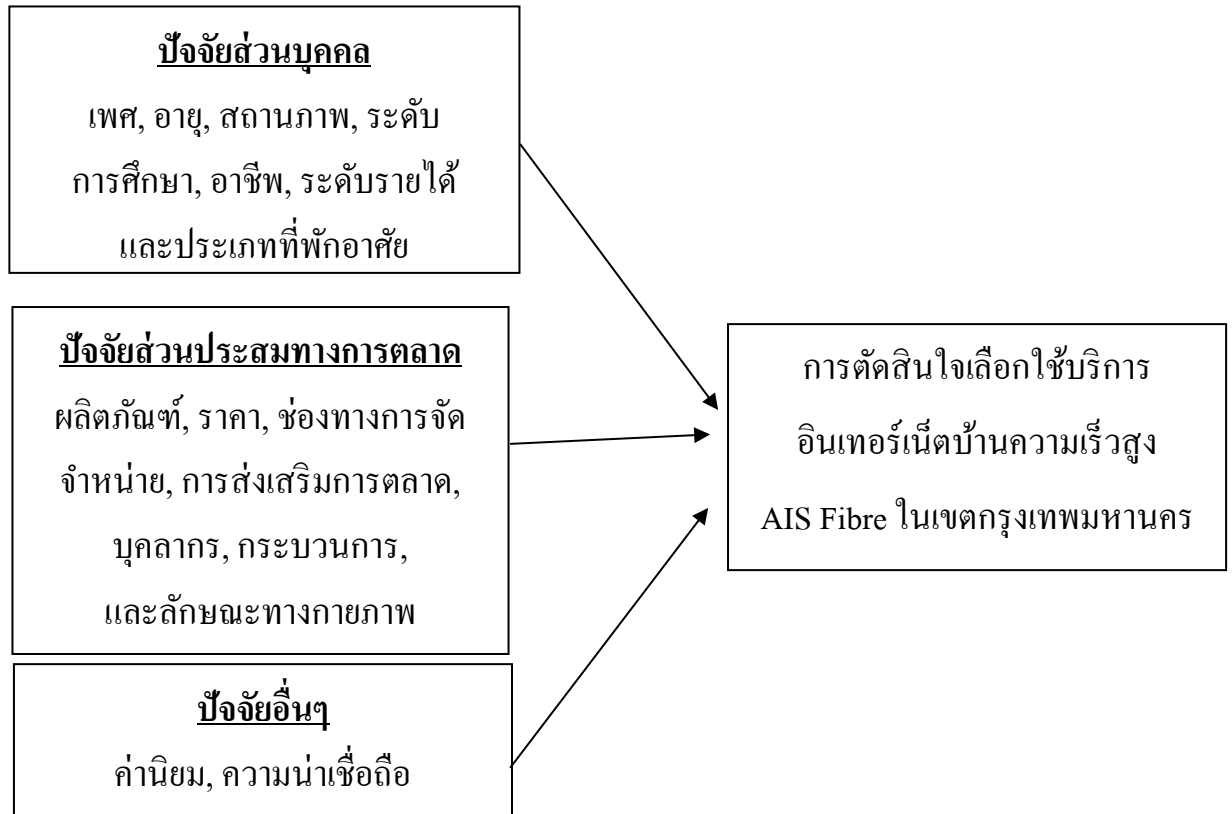 ปัจจัยส่วนบุคคล
เพศ, อายุ, สถานภาพ, ระดับ
การศึกษา, อาชีพ, ระดับรายได้
และประเภทที่พักอาศัย
ปัจจัยส่วนประสมทางการตลาด
ผลิตภัณฑ์, ราคา, ช่องทางการจัด
จำหน่าย, การส่งเสริมการตลาด,
บุคลากร, กระบวนการ,
และลักษณะทางกายภาพ
ปัจจัยอื่นๆ
ค่านิยม, ความน่าเชื่อถือ
การตัดสินใจเลือกใช้บริการ
อินเทอร์เน็ตบ้านความเร็วสูง
AIS Fibre ในเขตกรุงเทพมหานคร